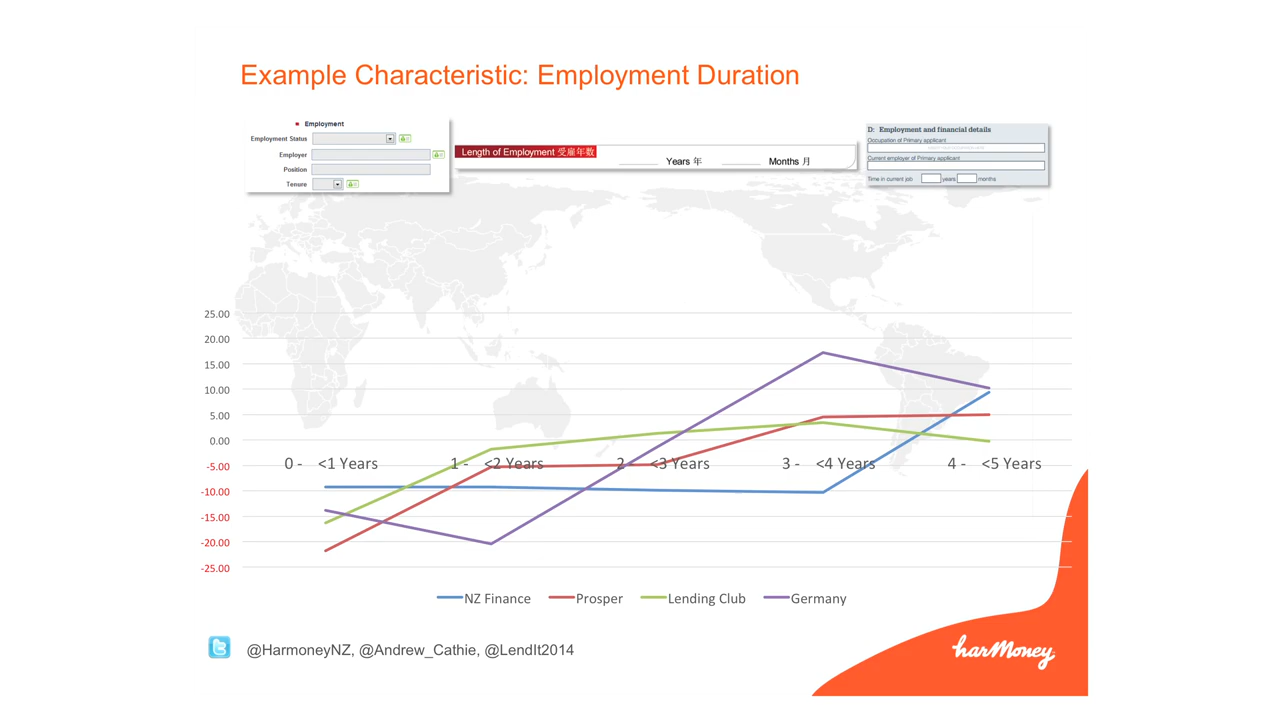 Example Characteristic: Employment Duration
Employment
Employment Status
Employer
Position
Tenure
Length of Employment 受雇年数
Years 年
Months 月
D: Employment and financial details
Occupation of Primary applicant
Current employer of Primary applicant
Time in current job years months
25.00
20.00
15.00
10.00
5.00
0.00
-5.00
-10.00
-15.00
-20.00
-25.00
0 - <1 Years
1 - <2 Years
2 - <3 Years
3 - <4 Years
4 - <5 Years
NZ Finance Prosper Lending Club Germany
@HarmoneyNZ, @Andrew_Cathie, @LendIt2014
harMoney